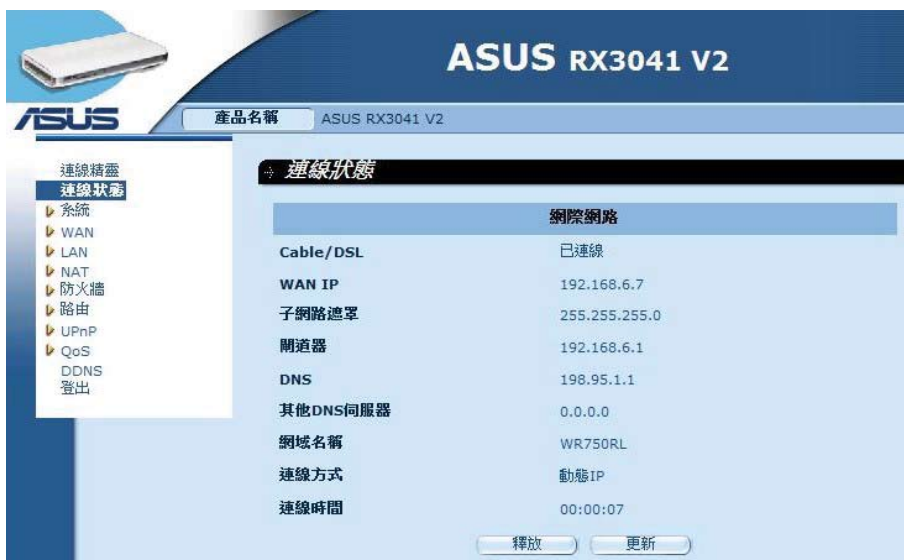 ASUS RX3041 V2
ASUS
產品名稱 ASUS RX3041 V2
連線精靈
連線狀態
系統
WAN
LAN
NAT
防火牆
路由
UPnP
QoS
DDNS
登出
連線狀態
網際網路
Cable/DSL 已連線
WAN IP 192.168.6.7
子網路遮罩 255.255.255.0
閘道器 192.168.6.1
DNS 198.95.1.1
其他DNS伺服器 0.0.0.0
網域名稱 WR750RL
連線方式 動態IP
連線時間 00:00:07
釋放 更新